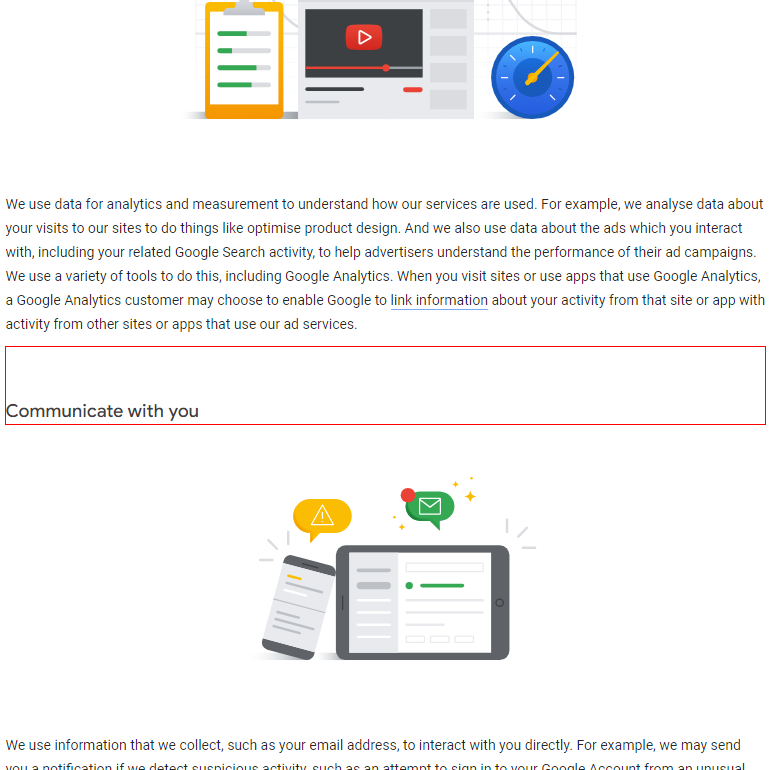 We use data for analytics and measurement to understand how our services are used. For example, we analyse data about
your visits to our sites to do things like optimise product design. And we also use data about the ads which you interact
with, including your related Google Search activity, to help advertisers understand the performance of their ad campaigns.
We use a variety of tools to do this, including Google Analytics. When you visit sites or use apps that use Google Analytics,
a Google Analytics customer may choose to enable Google to link information about your activity from that site or app with
activity from other sites or apps that use our ad services.
Communicate with you
We use information that we collect, such as your email address, to interact with you directly. For example, we may send
you a notification if we detect suspicious activity, such as an attempt to sign in to your Google Account from an unusual